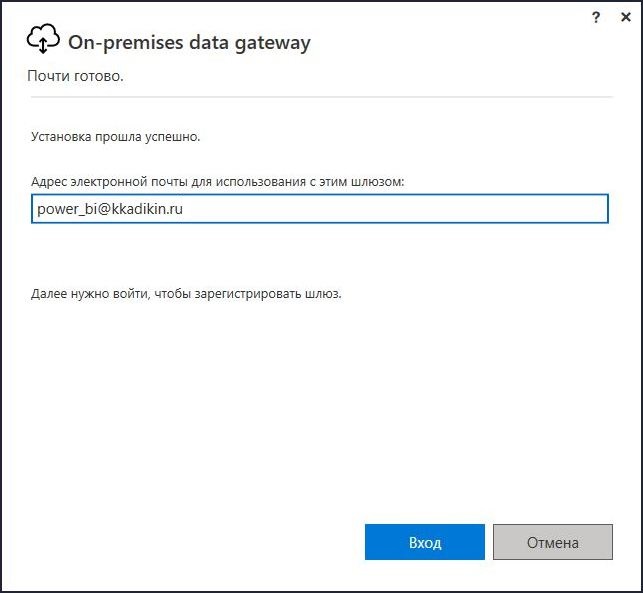 ? ×
On-premises data gateway
Почти готово.
Установка прошла успешно.
Адрес электронной почты для использования с этим шлюзом:
power_bi@kkadikin.ru
Далее нужно войти, чтобы зарегистрировать шлюз.
Вход Отмена